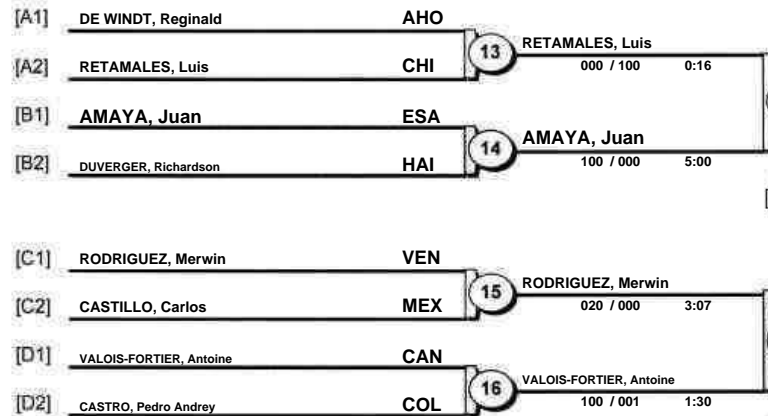 [A1] DE WINDT, Reginald AHO
[A2] RETAMALES, Luis CHI
13 RETAMALES, Luis
000 / 100 0:16
[B1] AMAYA, Juan ESA
[B2] DUVERGER, Richardson HAI
14 AMAYA, Juan
100 / 000 5:00
[C1] RODRIGUEZ, Merwin VEN
[C2] CASTILLO, Carlos MEX
15 RODRIGUEZ, Merwin
020 / 000 3:07
[D1] VALOIS-FORTIER, Antoine CAN
[D2] CASTRO, Pedro Andrey COL
16 VALOIS-FORTIER, Antoine
100 / 001 1:30